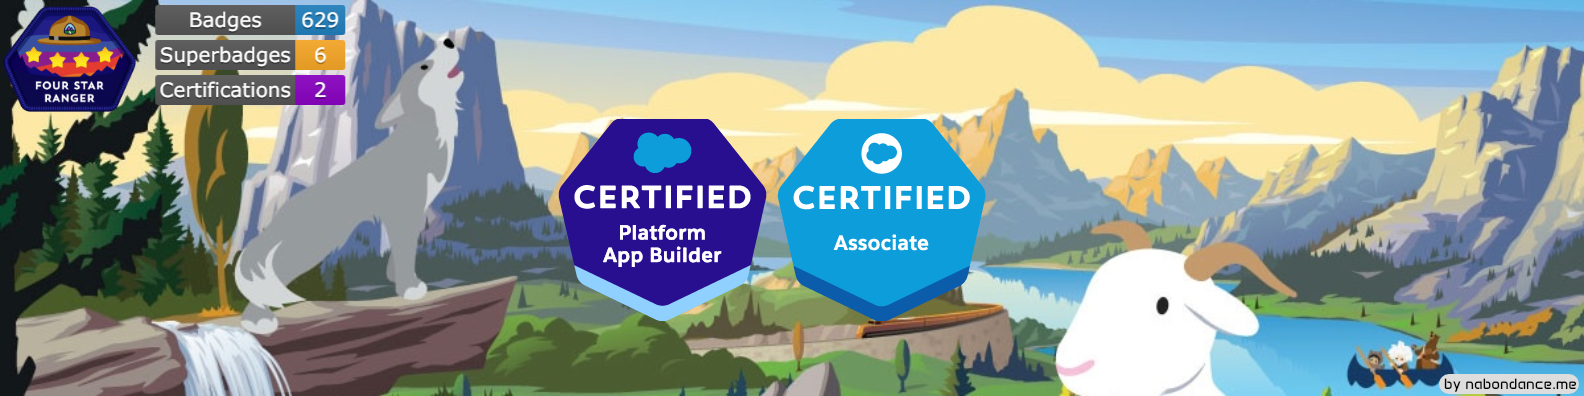 FOUR STAR
RANGER
Badges 629
Superbadges 6
Certifications 2
CERTIFIED
Platform
App Builder
CERTIFIED
Associate
by nabondance.me